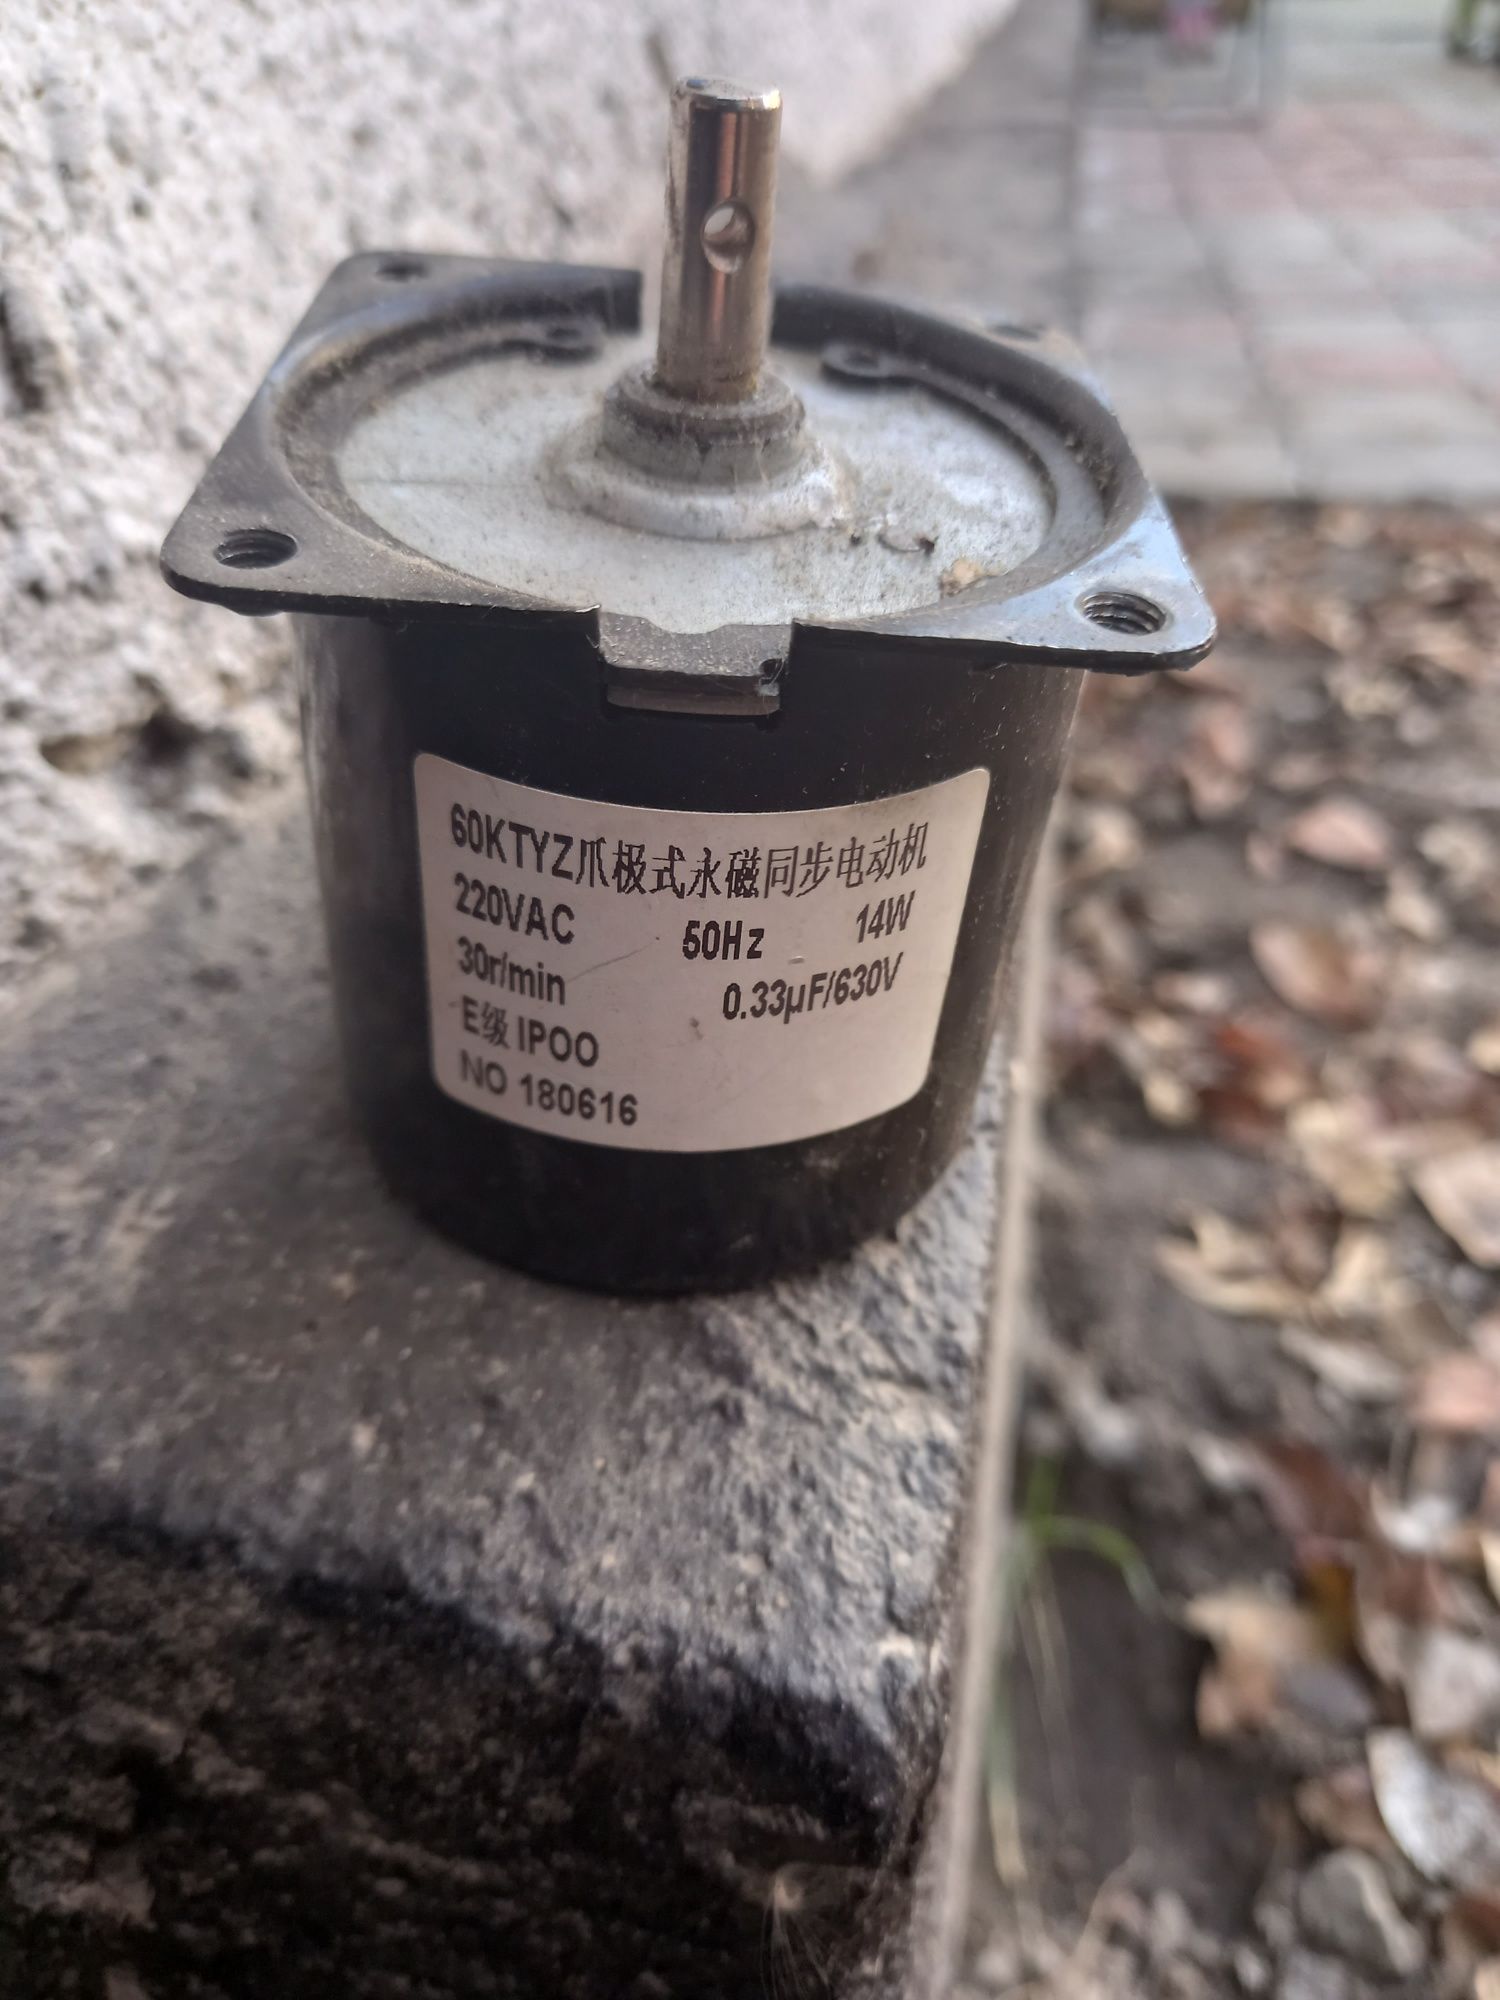 60KTYZ爪极式永磁同步电动机
220VAC 50Hz 14W
30r/min 0.33μF/630V
E级 IPOO
NO 180616